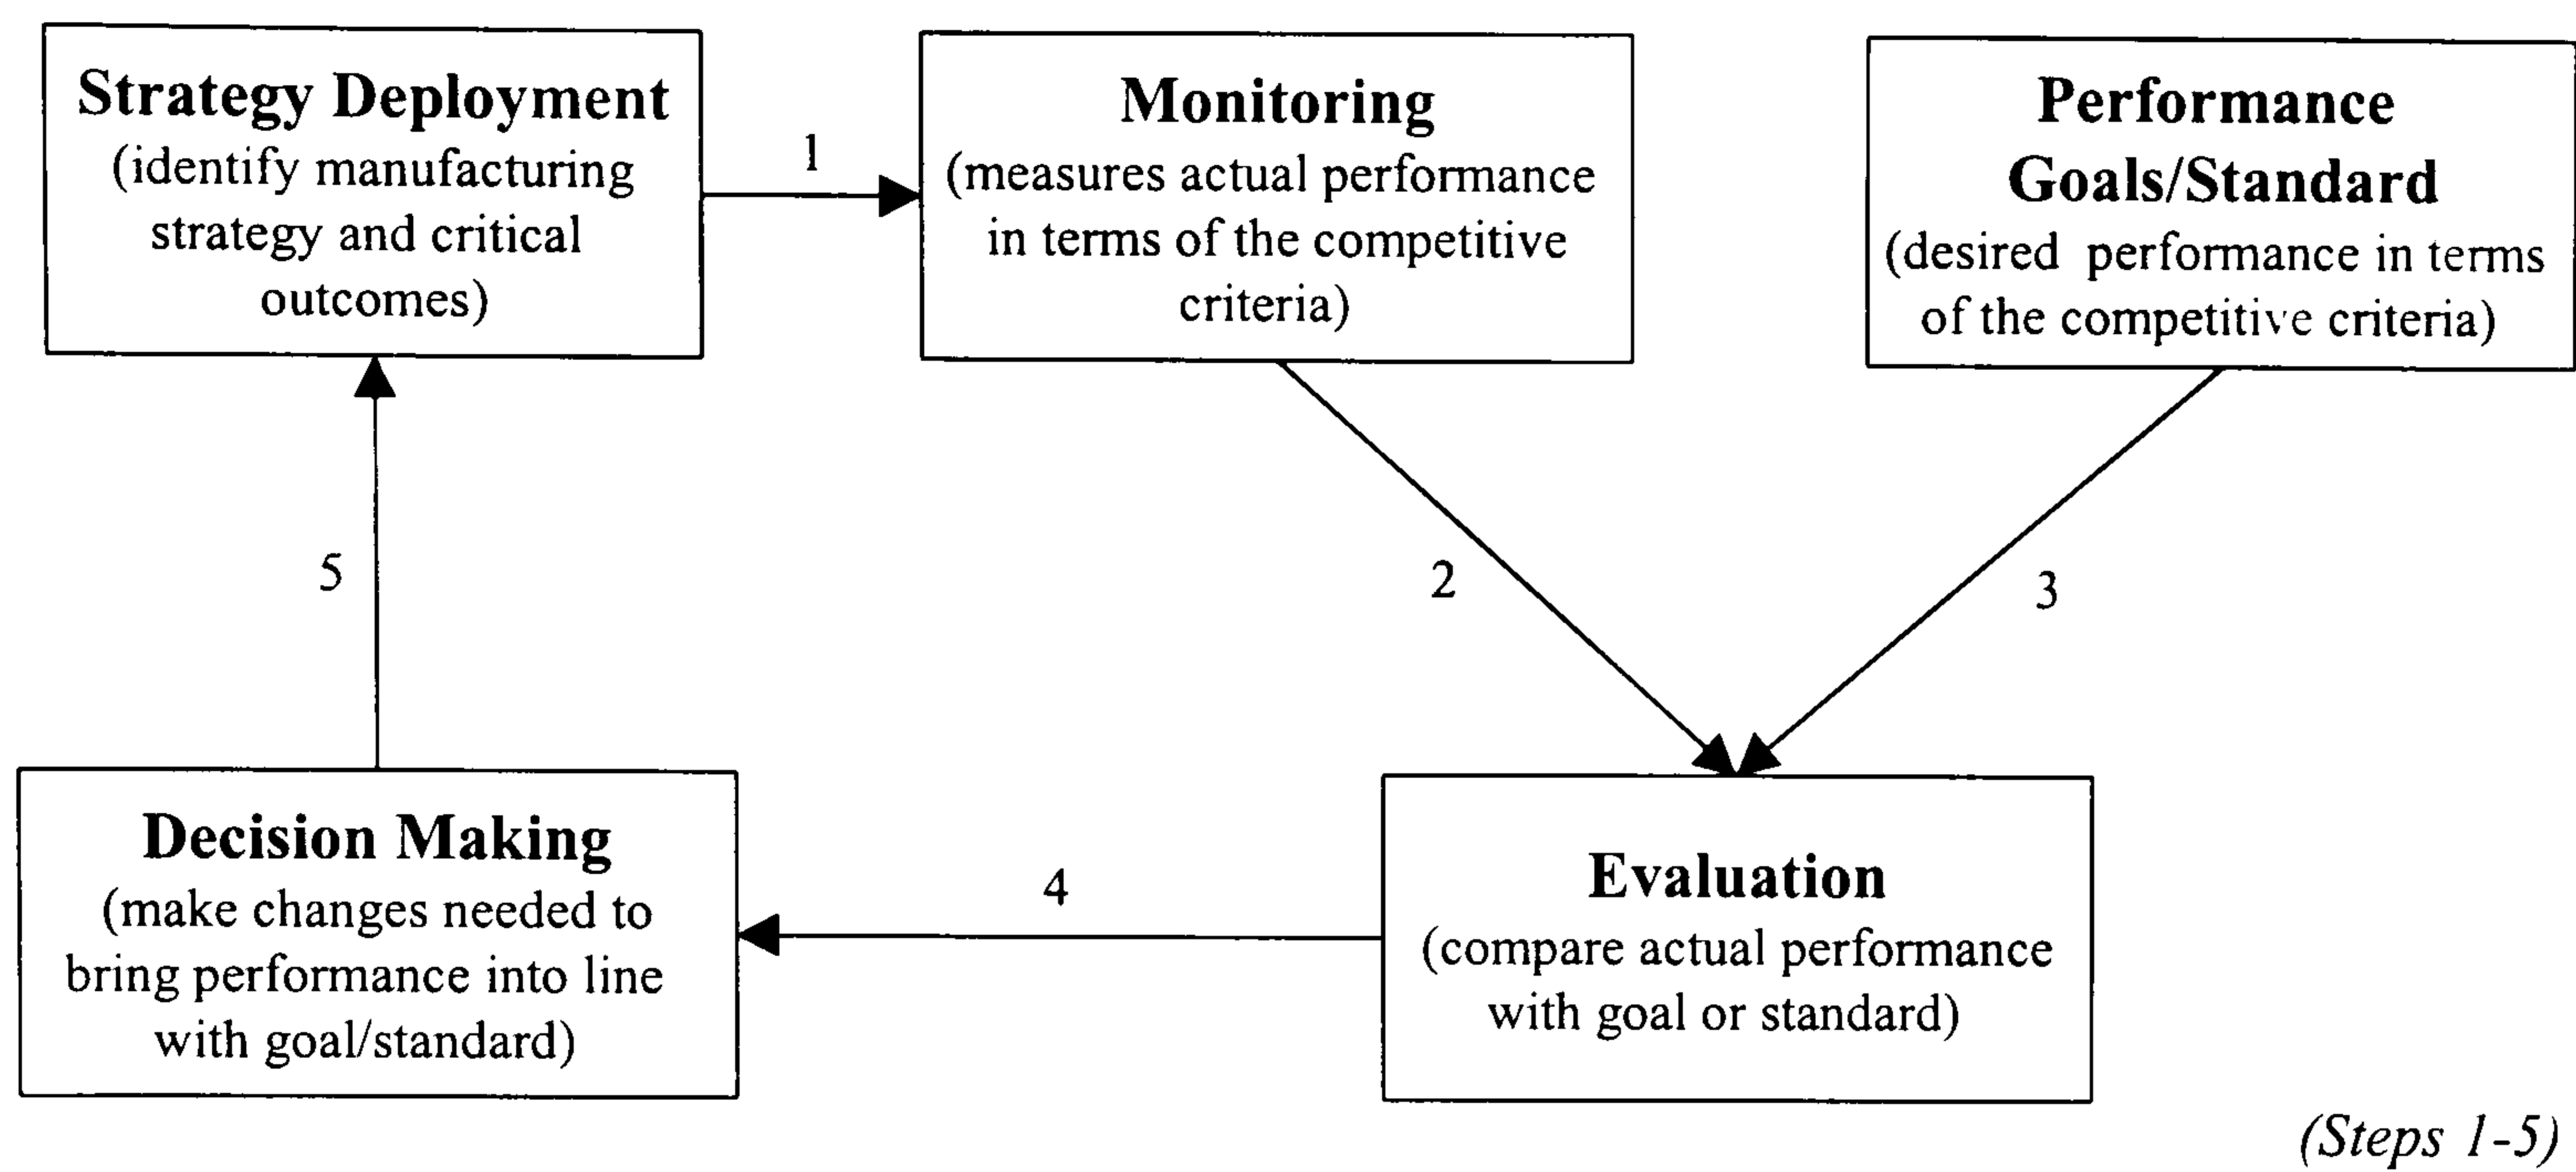 Strategy Deployment
(identify manufacturing
strategy and critical
outcomes)
1
Monitoring
(measures actual performance
in terms of the competitive
criteria)
Performance
Goals/Standard
(desired performance in terms
of the competitive criteria)
5
2
3
Decision Making
(make changes needed to
bring performance into line
with goal/standard)
4
Evaluation
(compare actual performance
with goal or standard)
(Steps 1-5)